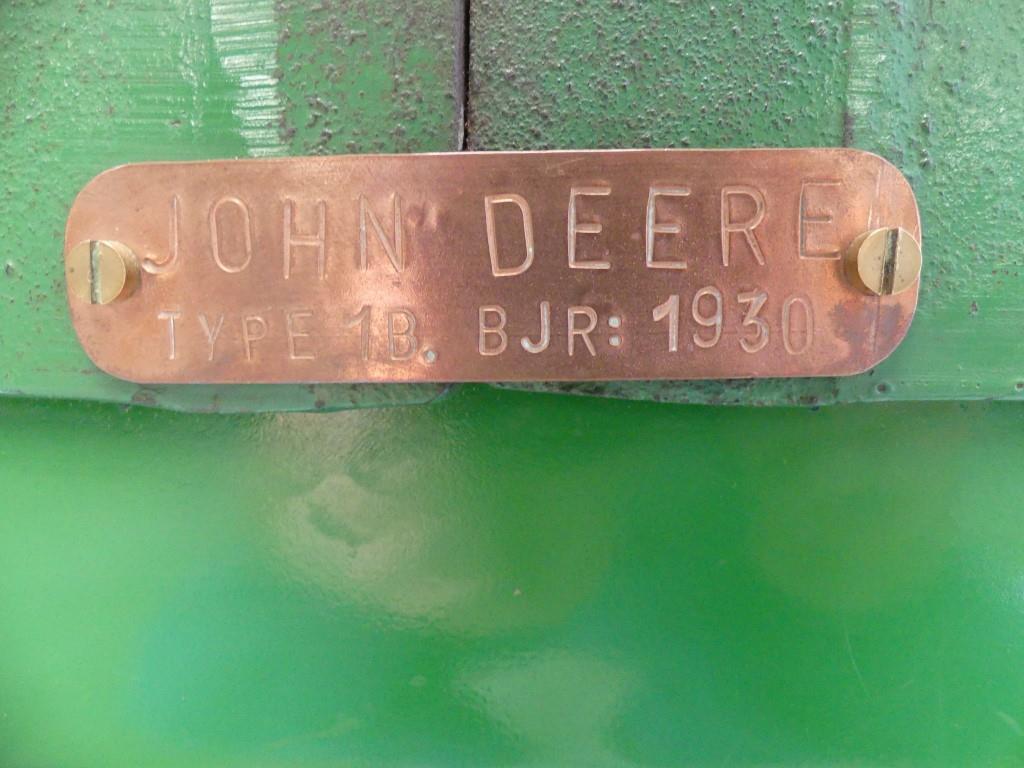 JOHN DEERE
TYPE 1B. BJR: 1930